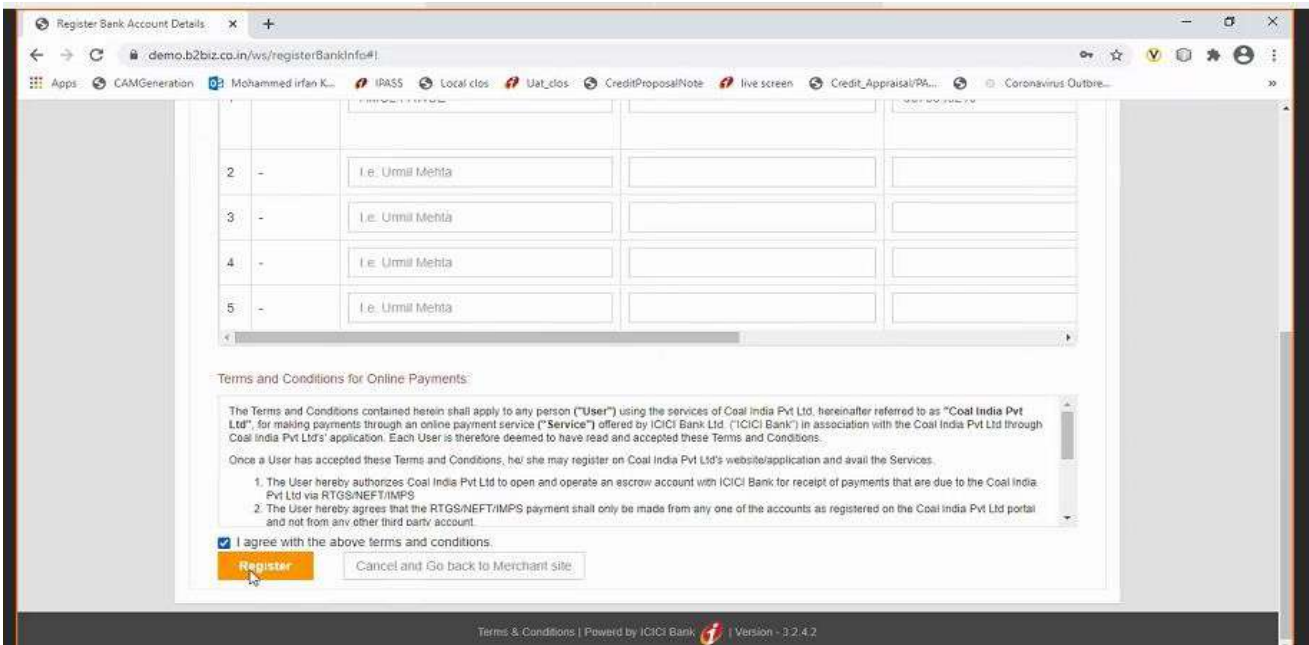 Register Bank Account Details
demo.b2biz.co.in/ws/registerBankInfo#!
Apps CAMGeneration Mohammed irfan K... IPASS Local clos Uat_clos CreditProposalNote live screen Credit_Appraisal/PA... Coronavirus Outbre...
2 - I.e. Urmil Mehta
3 - I.e. Urmil Mehta
4 - I.e. Urmil Mehta
5 - I.e. Urmil Mehta
Terms and Conditions for Online Payments:
The Terms and Conditions contained herein shall apply to any person ("User") using the services of Coal India Pvt Ltd, hereinafter referred to as "Coal India Pvt
Ltd", for making payments through an online payment service ("Service") offered by ICICI Bank Ltd. ("ICICI Bank") in association with the Coal India Pvt Ltd through
Coal India Pvt Ltd's' application. Each User is therefore deemed to have read and accepted these Terms and Conditions.
Once a User has accepted these Terms and Conditions, he/ she may register on Coal India Pvt Ltd's website/application and avail the Services.
1. The User hereby authorizes Coal India Pvt Ltd to open and operate an escrow account with ICICI Bank for receipt of payments that are due to the Coal India
Pvt Ltd via RTGS/NEFT/IMPS
2. The User hereby agrees that the RTGS/NEFT/IMPS payment shall only be made from any one of the accounts as registered on the Coal India Pvt Ltd portal
and not from any other third party account.
I agree with the above terms and conditions.
Register Cancel and Go back to Merchant site
Terms & Conditions | Powerd by ICICI Bank | Version - 3.2.4.2